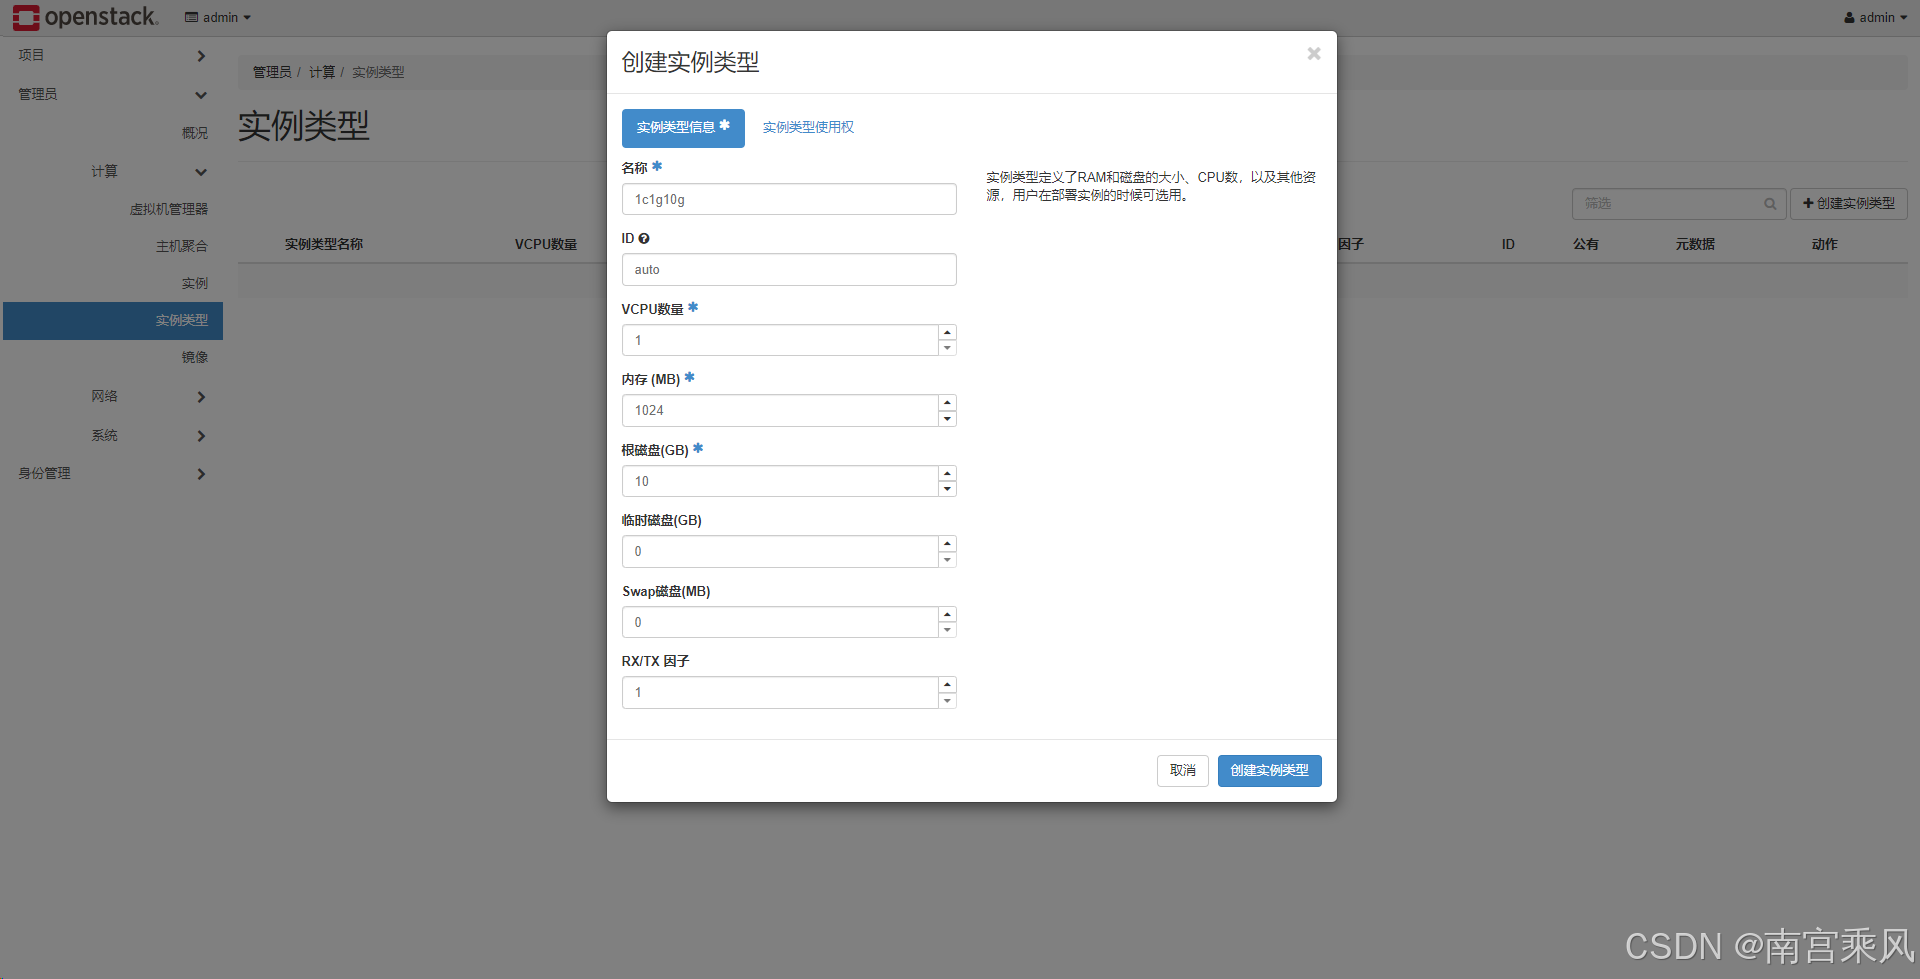 openstack.
admin
admin
项目
管理员
概况
计算
虚拟机管理器
主机聚合
实例
实例类型
镜像
网络
系统
身份管理
管理员 / 计算 / 实例类型
实例类型
筛选
创建实例类型
实例类型名称 VCPU数量 因子 ID 公有 元数据 动作
创建实例类型
实例类型信息 *
实例类型使用权
名称 *
1c1g10g
ID
auto
VCPU数量 *
1
内存 (MB) *
1024
根磁盘(GB) *
10
临时磁盘(GB)
0
Swap磁盘(MB)
0
RX/TX 因子
1
实例类型定义了RAM和磁盘的大小、CPU数，以及其他资
源，用户在部署实例的时候可选用。
取消
创建实例类型
CSDN @南宫乘风